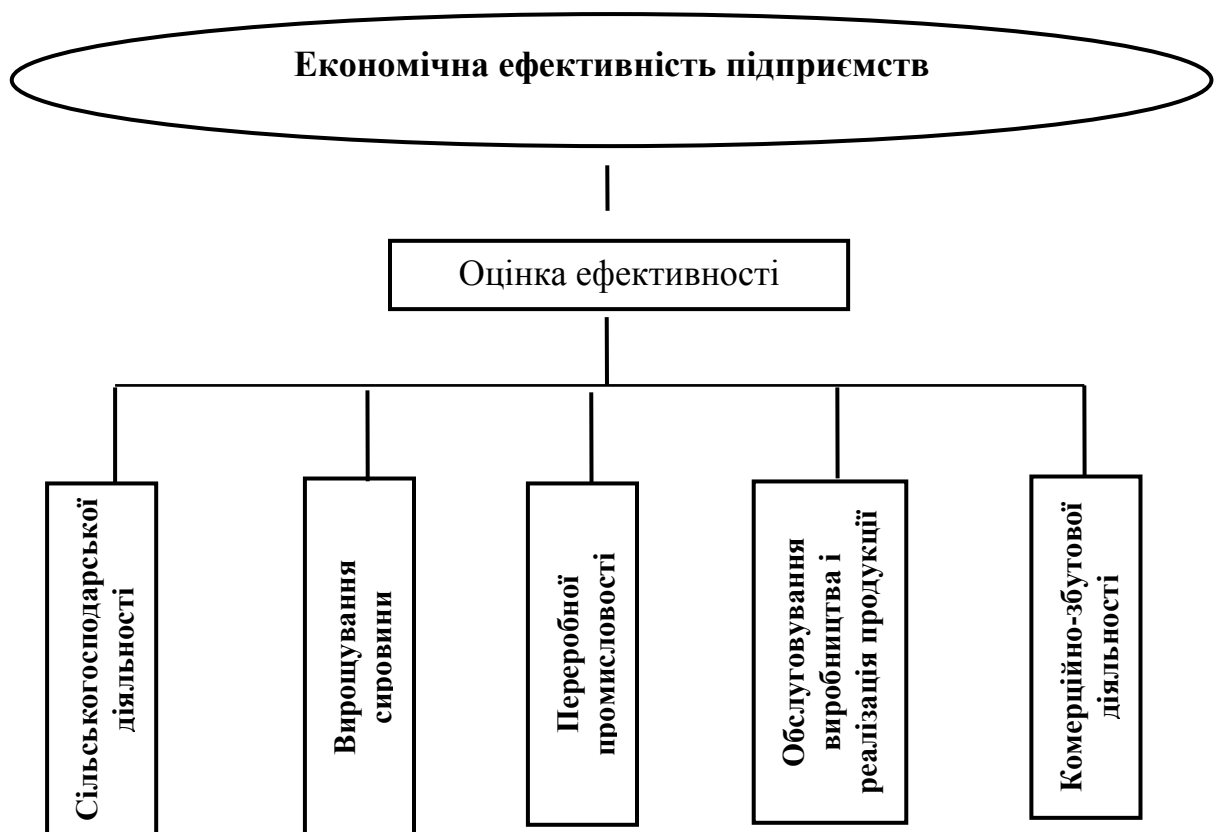 Економічна ефективність підприємств
Оцінка ефективності
Сільськогосподарської
діяльності
Вирощування
сировини
Переробної
промисловості
Обслуговування
виробництва і
реалізація продукції
Комерційно-збутової
діяльності